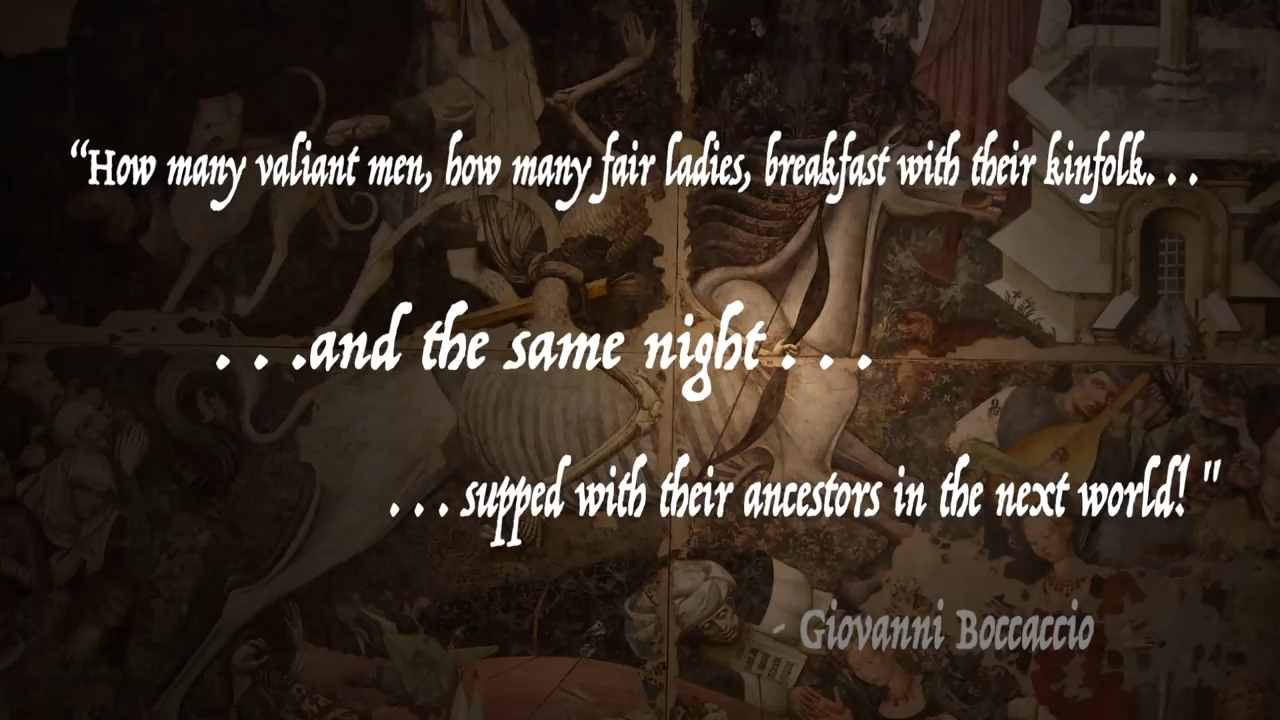 “How many valiant men, how many fair ladies, breakfast with their kinfolk. . .
. . .and the same night . . .
. . . supped with their ancestors in the next world! "
- Giovanni Boccaccio